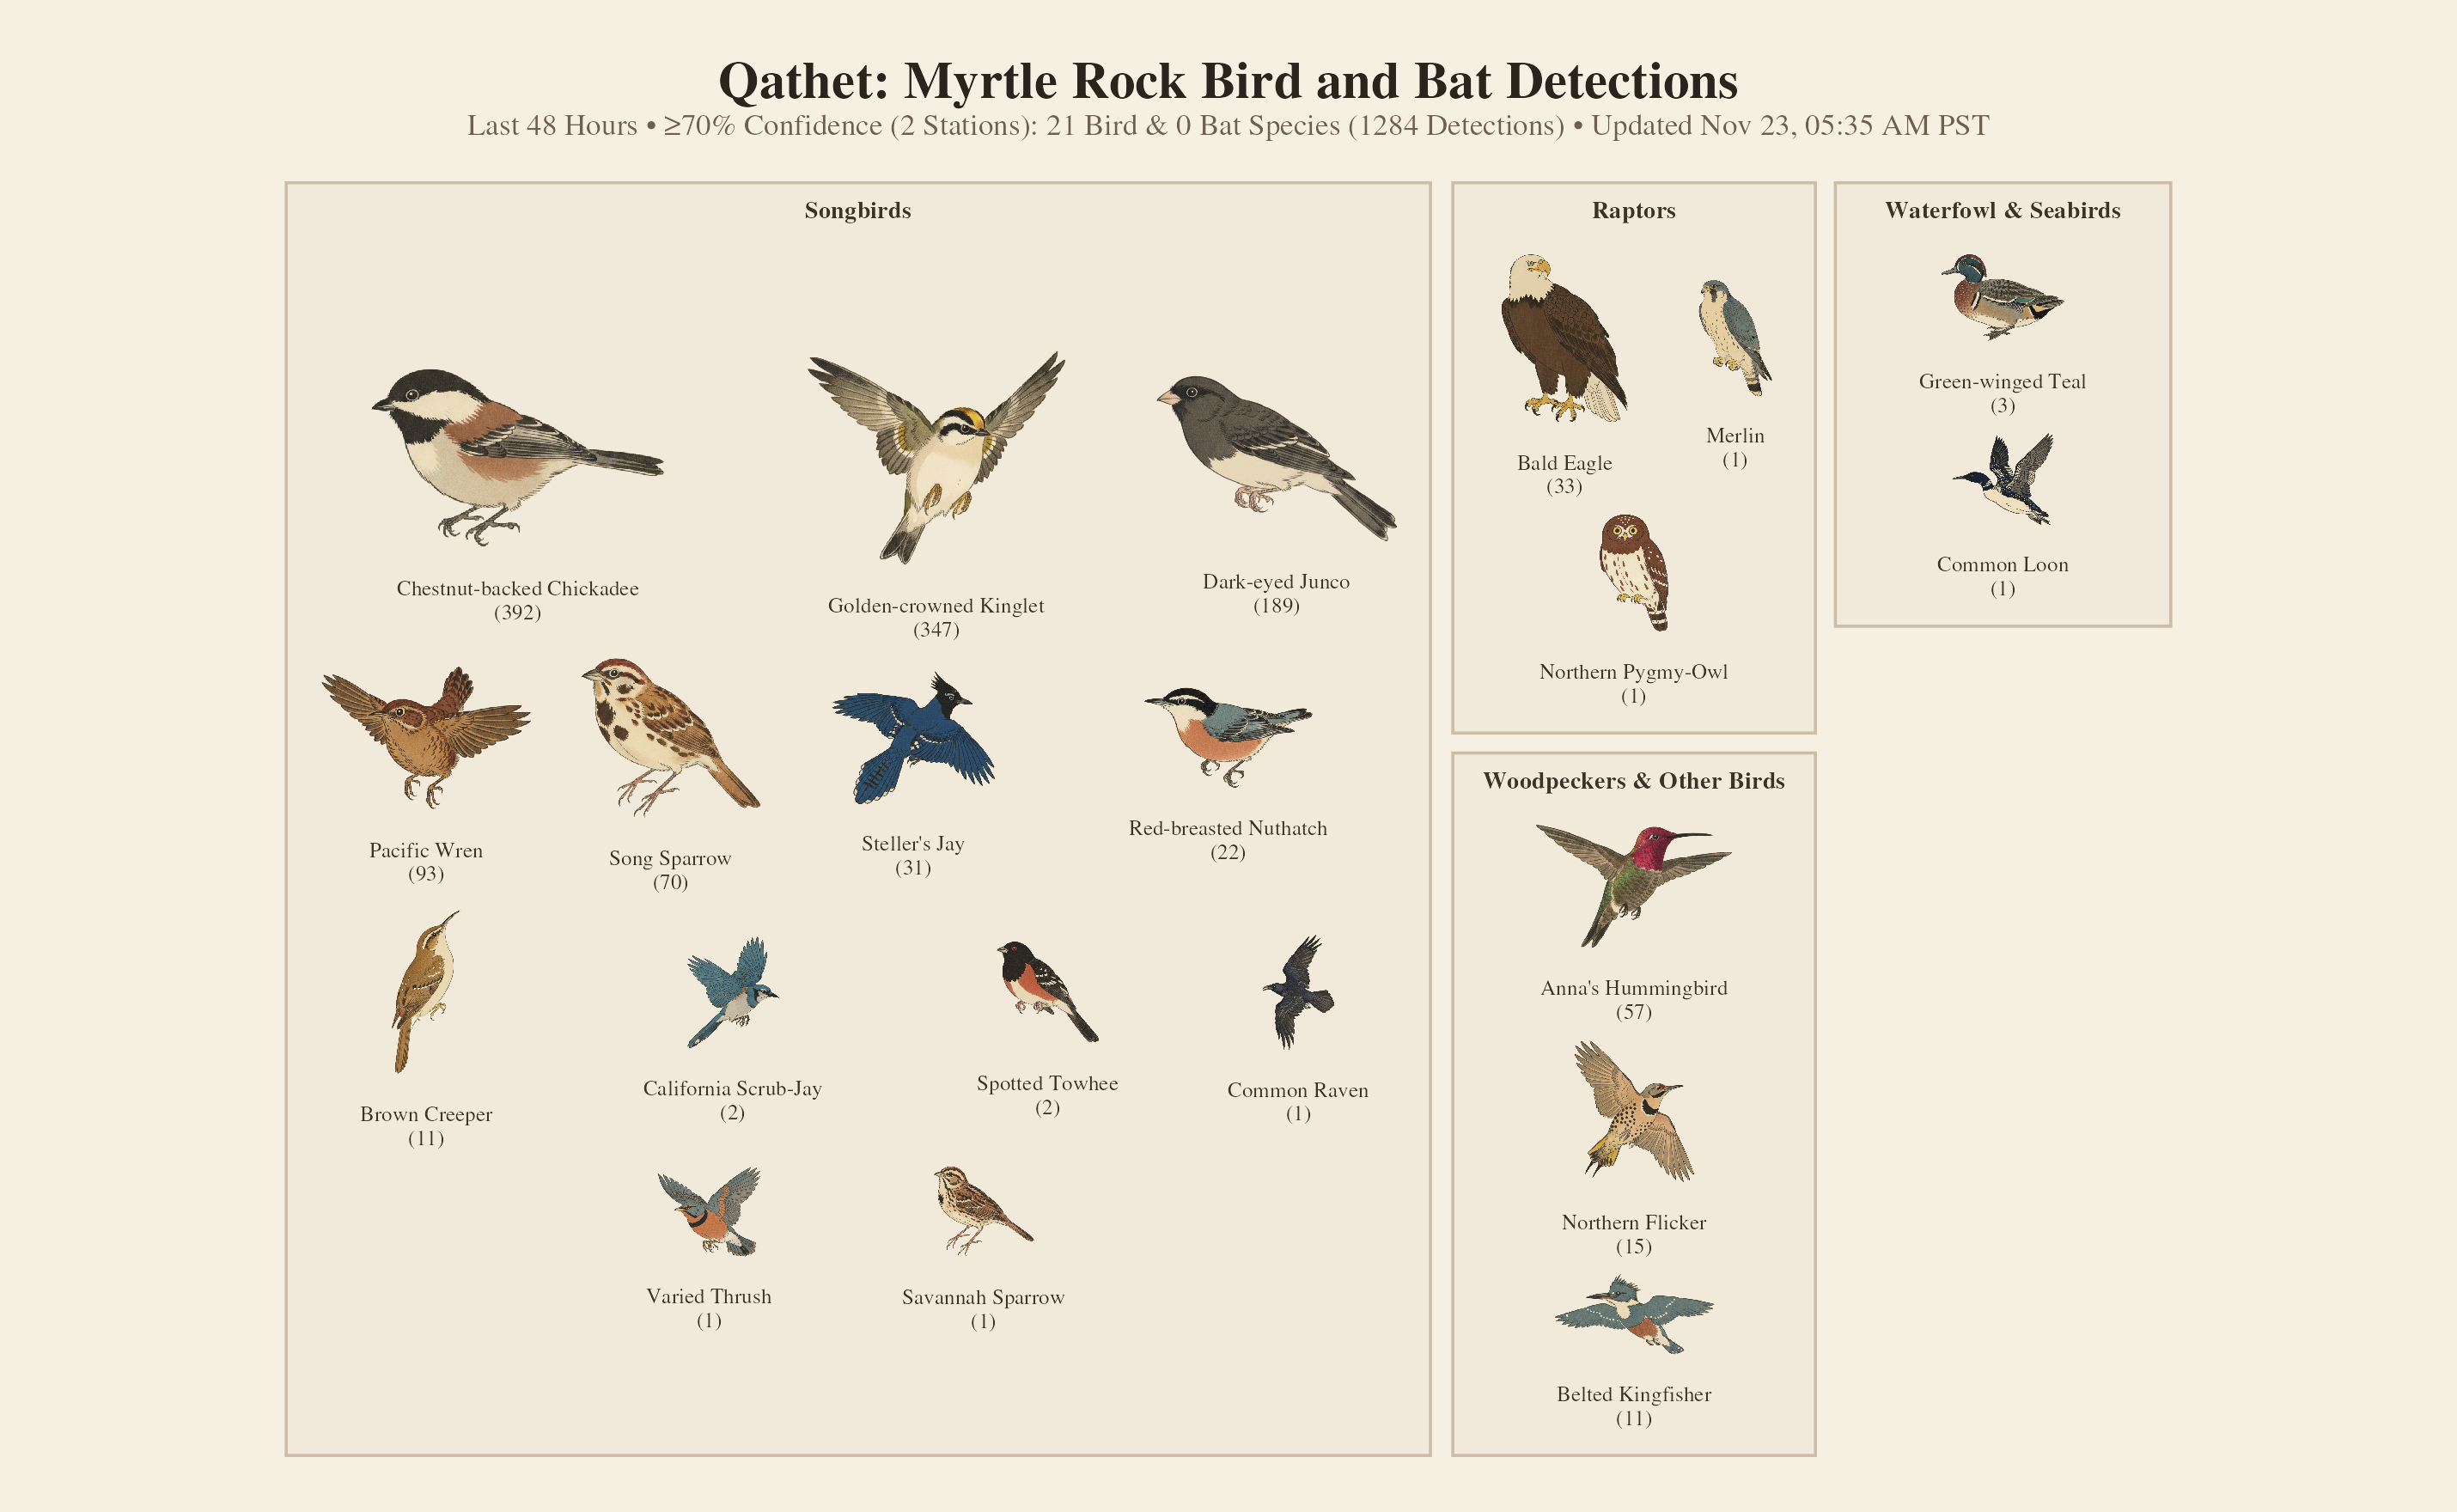 Qathet: Myrtle Rock Bird and Bat Detections
Last 48 Hours • ≥70% Confidence (2 Stations): 21 Bird & 0 Bat Species (1284 Detections) • Updated Nov 23, 05:35 AM PST
Songbirds
Chestnut-backed Chickadee
(392)
Golden-crowned Kinglet
(347)
Dark-eyed Junco
(189)
Pacific Wren
(93)
Song Sparrow
(70)
Steller's Jay
(31)
Red-breasted Nuthatch
(22)
Brown Creeper
(11)
California Scrub-Jay
(2)
Spotted Towhee
(2)
Common Raven
(1)
Varied Thrush
(1)
Savannah Sparrow
(1)
Raptors
Bald Eagle
(33)
Merlin
(1)
Northern Pygmy-Owl
(1)
Woodpeckers & Other Birds
Anna's Hummingbird
(57)
Northern Flicker
(15)
Belted Kingfisher
(11)
Waterfowl & Seabirds
Green-winged Teal
(3)
Common Loon
(1)